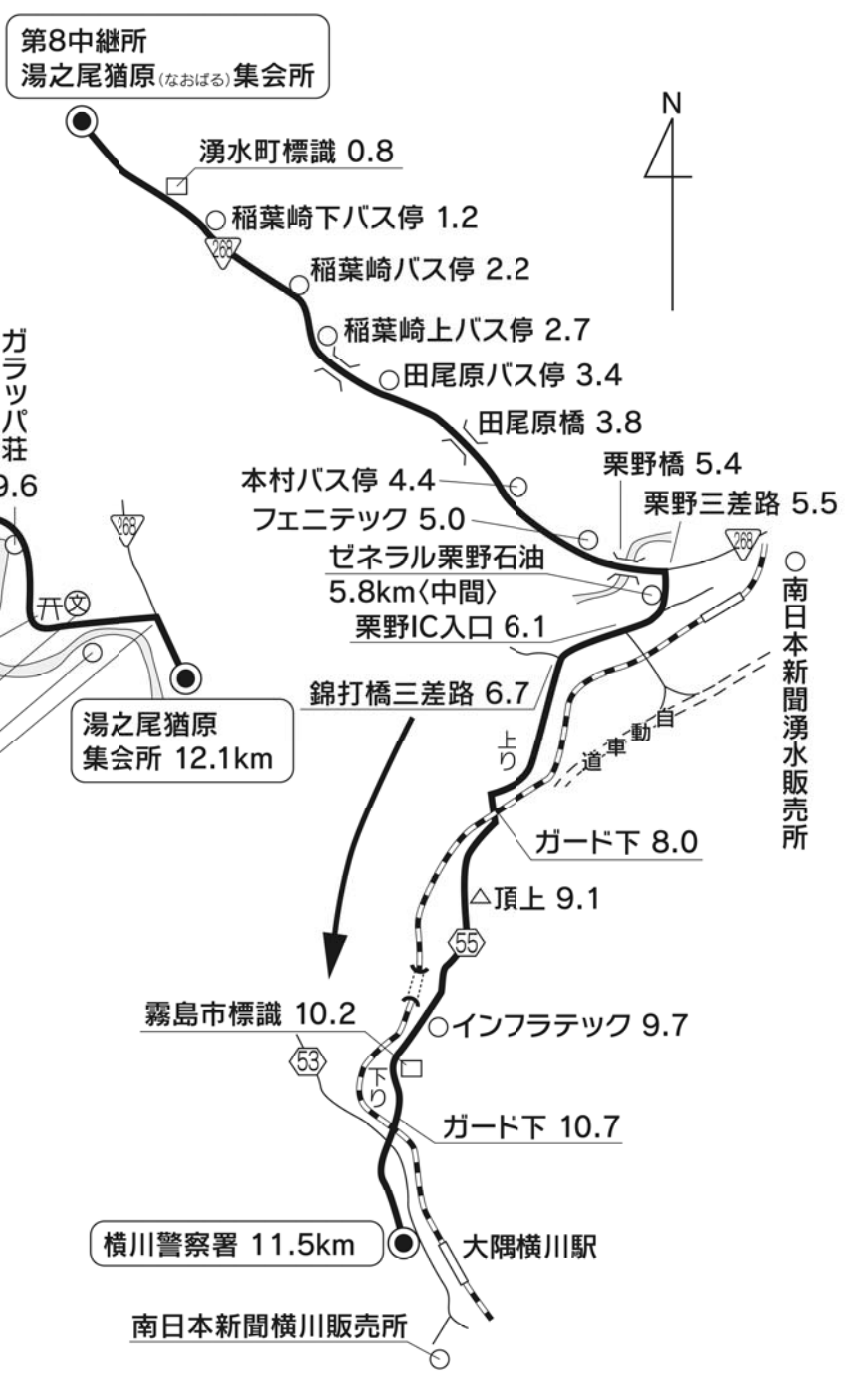 第8中継所
湯之尾猶原(なおばる)集会所
N
湧水町標識 0.8
稲葉崎下バス停 1.2
268
稲葉崎バス停 2.2
稲葉崎上バス停 2.7
ガラッパ荘
9.6
田尾原バス停 3.4
田尾原橋 3.8
栗野橋 5.4
本村バス停 4.4
栗野三差路 5.5
フェニテック 5.0
268
268
ゼネラル栗野石油
5.8km〈中間〉
南日本新聞湧水販売所
文
栗野IC入口 6.1
錦打橋三差路 6.7
湯之尾猶原
集会所 12.1km
上り
自動車道
ガード下 8.0
頂上 9.1
55
霧島市標識 10.2
インフラテック 9.7
53
下り
ガード下 10.7
横川警察署 11.5km
大隅横川駅
南日本新聞横川販売所